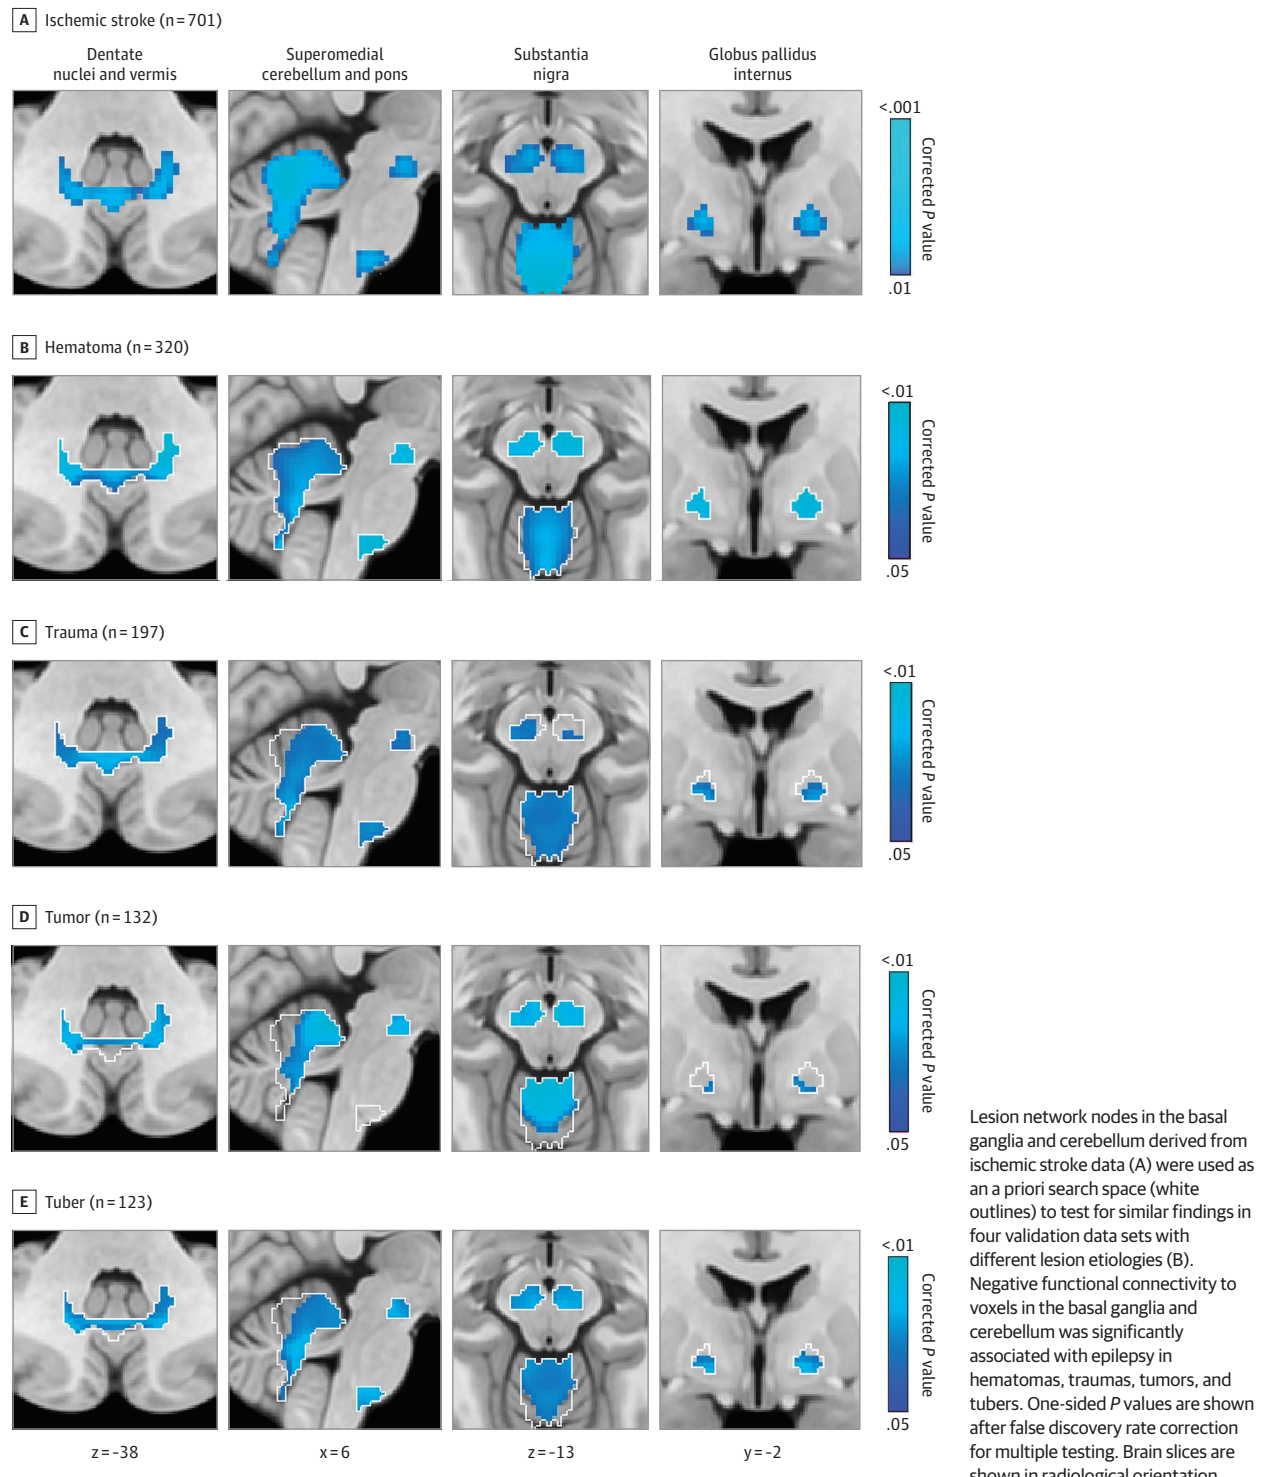 A Ischemic stroke (n=701)
Dentate
nuclei and vermis
Superomedial
cerebellum and pons
Substantia
nigra
Globus pallidus
internus
<.001
Corrected P value
.01
B Hematoma (n=320)
<.01
Corrected P value
.05
C Trauma (n=197)
<.01
Corrected P value
.05
D Tumor (n=132)
<.01
Corrected P value
.05
E Tuber (n=123)
<.01
Corrected P value
.05
z=-38
x=6
z=-13
y=-2
Lesion network nodes in the basal
ganglia and cerebellum derived from
ischemic stroke data (A) were used as
an a priori search space (white
outlines) to test for similar findings in
four validation data sets with
different lesion etiologies (B).
Negative functional connectivity to
voxels in the basal ganglia and
cerebellum was significantly
associated with epilepsy in
hematomas, traumas, tumors, and
tubers. One-sided P values are shown
after false discovery rate correction
for multiple testing. Brain slices are
shown in radiological orientation